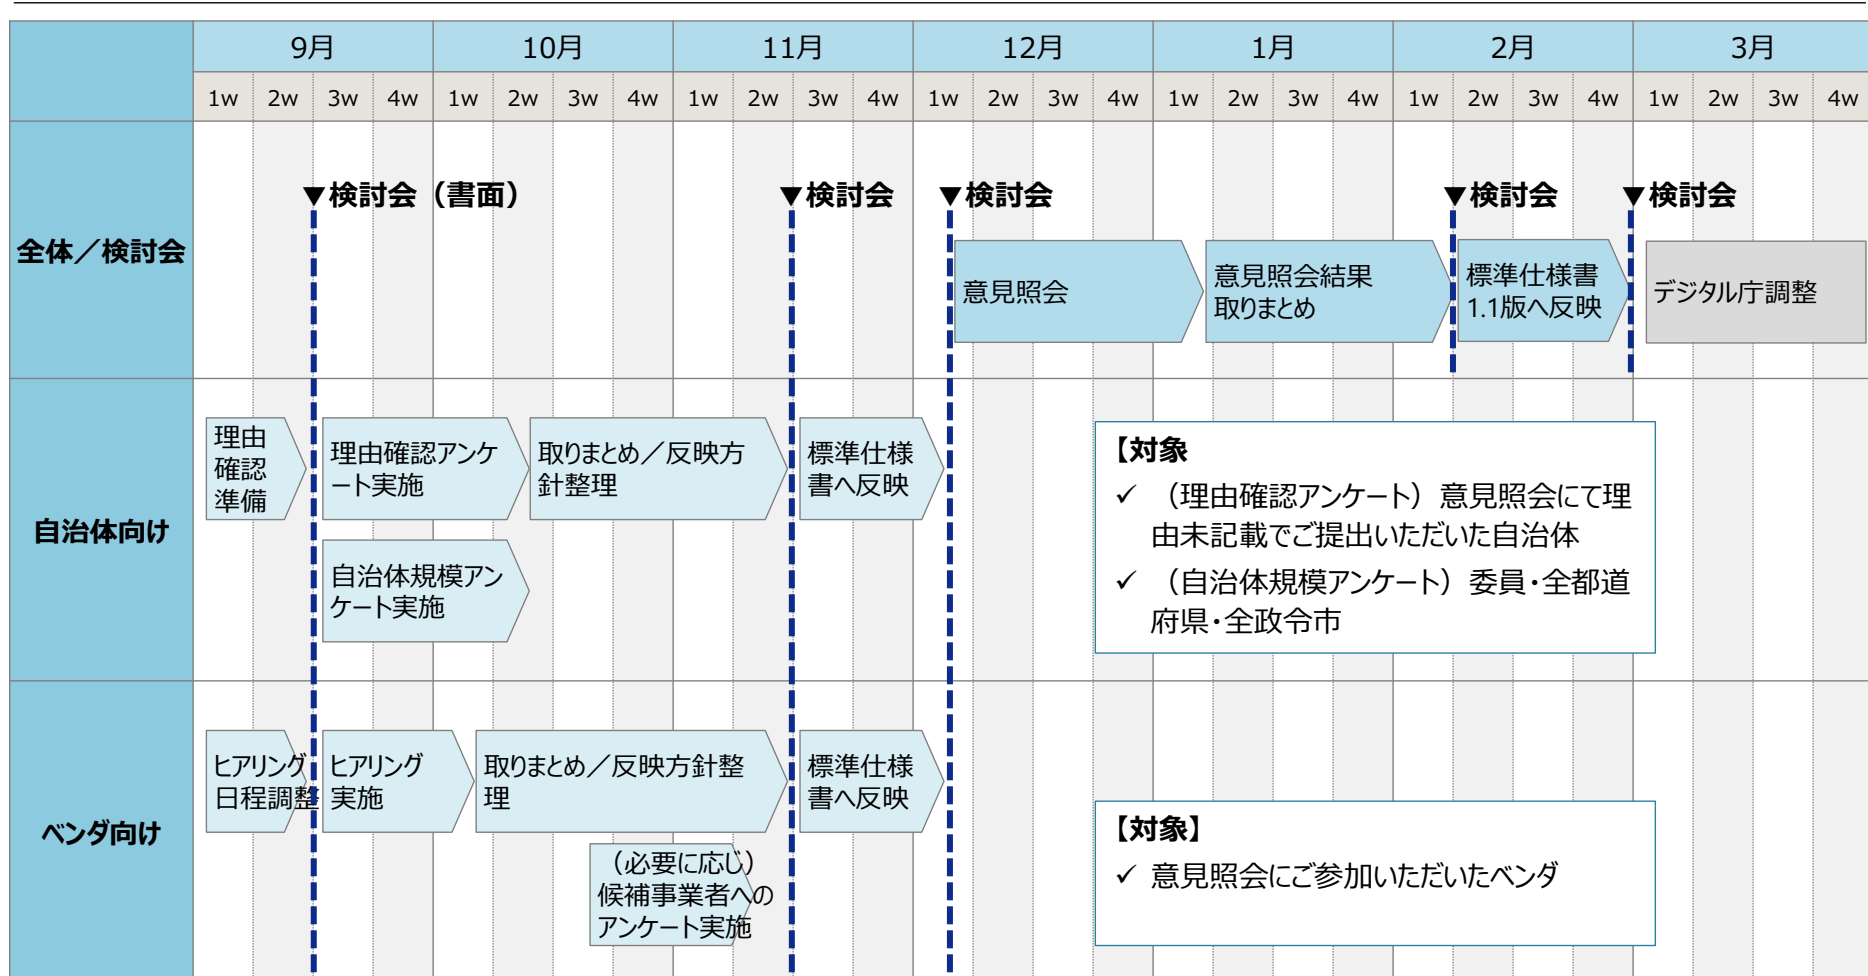 9月 10月 11月 12月 1月 2月 3月
1w 2w 3w 4w 1w 2w 3w 4w 1w 2w 3w 4w 1w 2w 3w 4w 1w 2w 3w 4w 1w 2w 3w 4w 1w 2w 3w 4w
全体／検討会
▼検討会（書面）
▼検討会
▼検討会
▼検討会
▼検討会
意見照会
意見照会結果
取りまとめ
標準仕様書
1.1版へ反映
デジタル庁調整
自治体向け
理由
確認
準備
理由確認アンケ
ート実施
取りまとめ／反映方
針整理
標準仕様
書へ反映
自治体規模アン
ケート実施
【対象
✓ （理由確認アンケート）意見照会にて理
由未記載でご提出いただいた自治体
✓ （自治体規模アンケート）委員・全都道
府県・全政令市
ベンダ向け
ヒアリング
日程調整
ヒアリング
実施
取りまとめ／反映方針整
理
標準仕様
書へ反映
（必要に応じ）
候補事業者への
アンケート実施
【対象】
✓ 意見照会にご参加いただいたベンダ